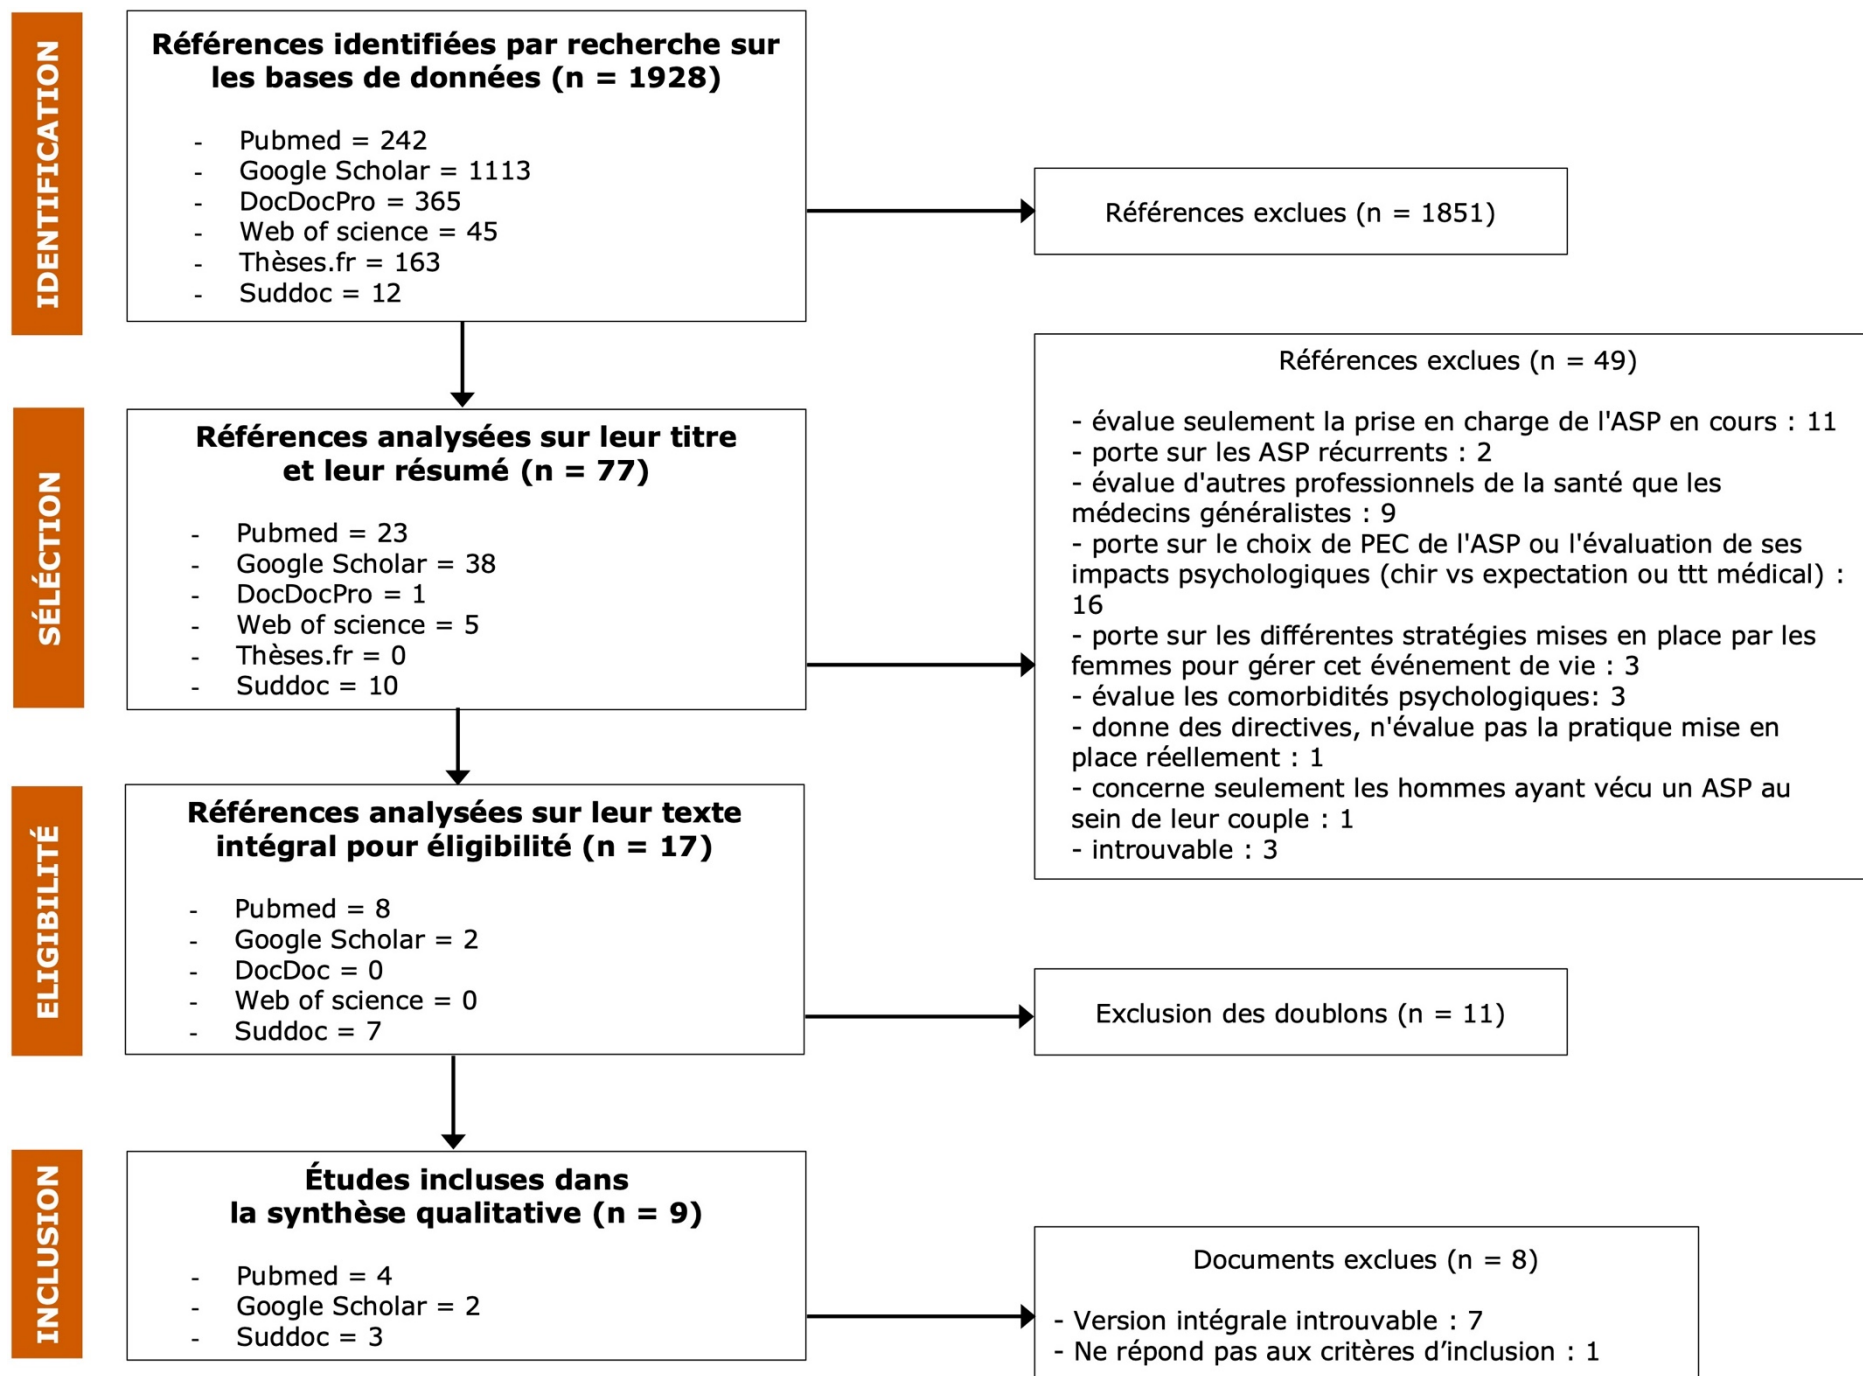 IDENTIFICATION
Références identifiées par recherche sur
les bases de données (n = 1928)
- Pubmed = 242
- Google Scholar = 1113
- DocDocPro = 365
- Web of science = 45
- Thèses.fr = 163
- Suddoc = 12
Références exclues (n = 1851)
SÉLÉCTION
Références analysées sur leur titre
et leur résumé (n = 77)
- Pubmed = 23
- Google Scholar = 38
- DocDocPro = 1
- Web of science = 5
- Thèses.fr = 0
- Suddoc = 10
Références exclues (n = 49)
- évalue seulement la prise en charge de l'ASP en cours : 11
- porte sur les ASP récurrents : 2
- évalue d'autres professionnels de la santé que les
médecins généralistes : 9
- porte sur le choix de PEC de l'ASP ou l'évaluation de ses
impacts psychologiques (chir vs expectation ou ttt médical) :
16
- porte sur les différentes stratégies mises en place par les
femmes pour gérer cet événement de vie : 3
- évalue les comorbidités psychologiques: 3
- donne des directives, n'évalue pas la pratique mise en
place réellement : 1
- concerne seulement les hommes ayant vécu un ASP au
sein de leur couple : 1
- introuvable : 3
ELIGIBILITÉ
Références analysées sur leur texte
intégral pour éligibilité (n = 17)
- Pubmed = 8
- Google Scholar = 2
- DocDoc = 0
- Web of science = 0
- Suddoc = 7
Exclusion des doublons (n = 11)
INCLUSION
Études incluses dans
la synthèse qualitative (n = 9)
- Pubmed = 4
- Google Scholar = 2
- Suddoc = 3
Documents exclues (n = 8)
- Version intégrale introuvable : 7
- Ne répond pas aux critères d’inclusion : 1